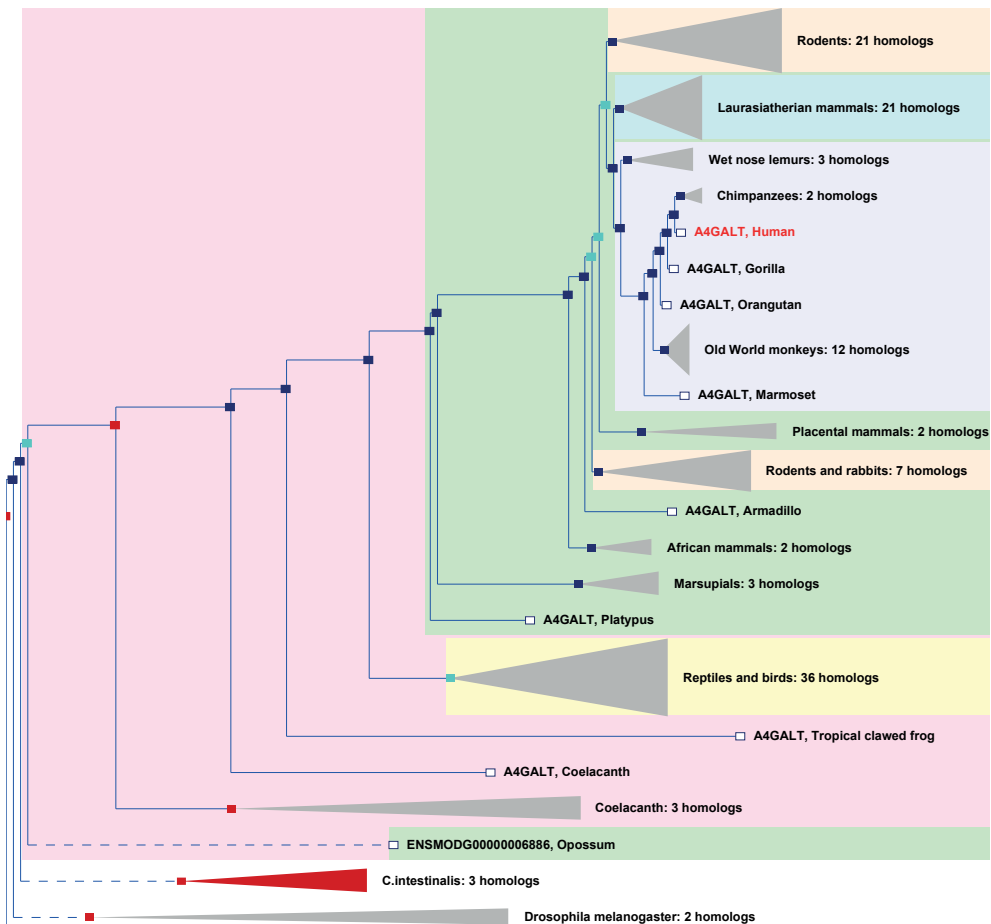 Rodents: 21 homologs
Laurasiatherian mammals: 21 homologs
Wet nose lemurs: 3 homologs
Chimpanzees: 2 homologs
A4GALT, Human
A4GALT, Gorilla
A4GALT, Orangutan
Old World monkeys: 12 homologs
A4GALT, Marmoset
Placental mammals: 2 homologs
Rodents and rabbits: 7 homologs
A4GALT, Armadillo
African mammals: 2 homologs
Marsupials: 3 homologs
A4GALT, Platypus
Reptiles and birds: 36 homologs
A4GALT, Tropical clawed frog
A4GALT, Coelacanth
Coelacanth: 3 homologs
ENSMODG00000006886, Opossum
C.intestinalis: 3 homologs
Drosophila melanogaster: 2 homologs